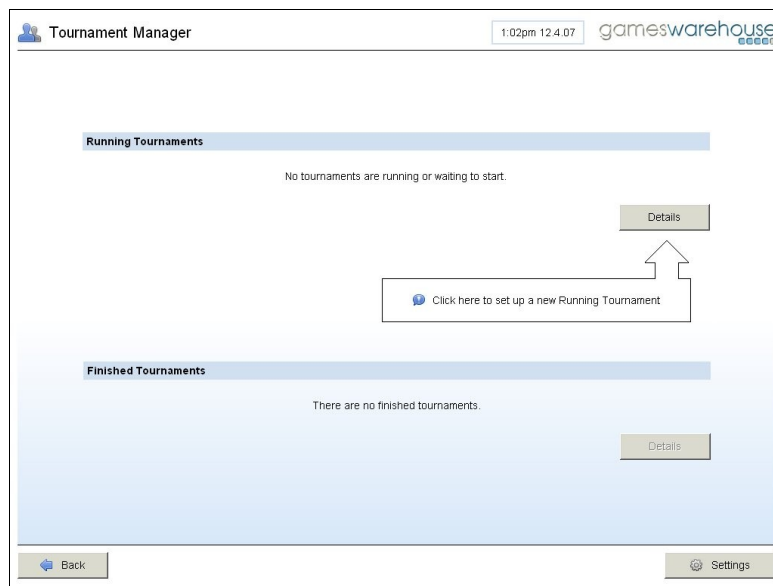 Tournament Manager
1:02pm 12.4.07
gameswarehouse
Running Tournaments
No tournaments are running or waiting to start.
Details
Click here to set up a new Running Tournament
Finished Tournaments
There are no finished tournaments.
Details
Back
Settings